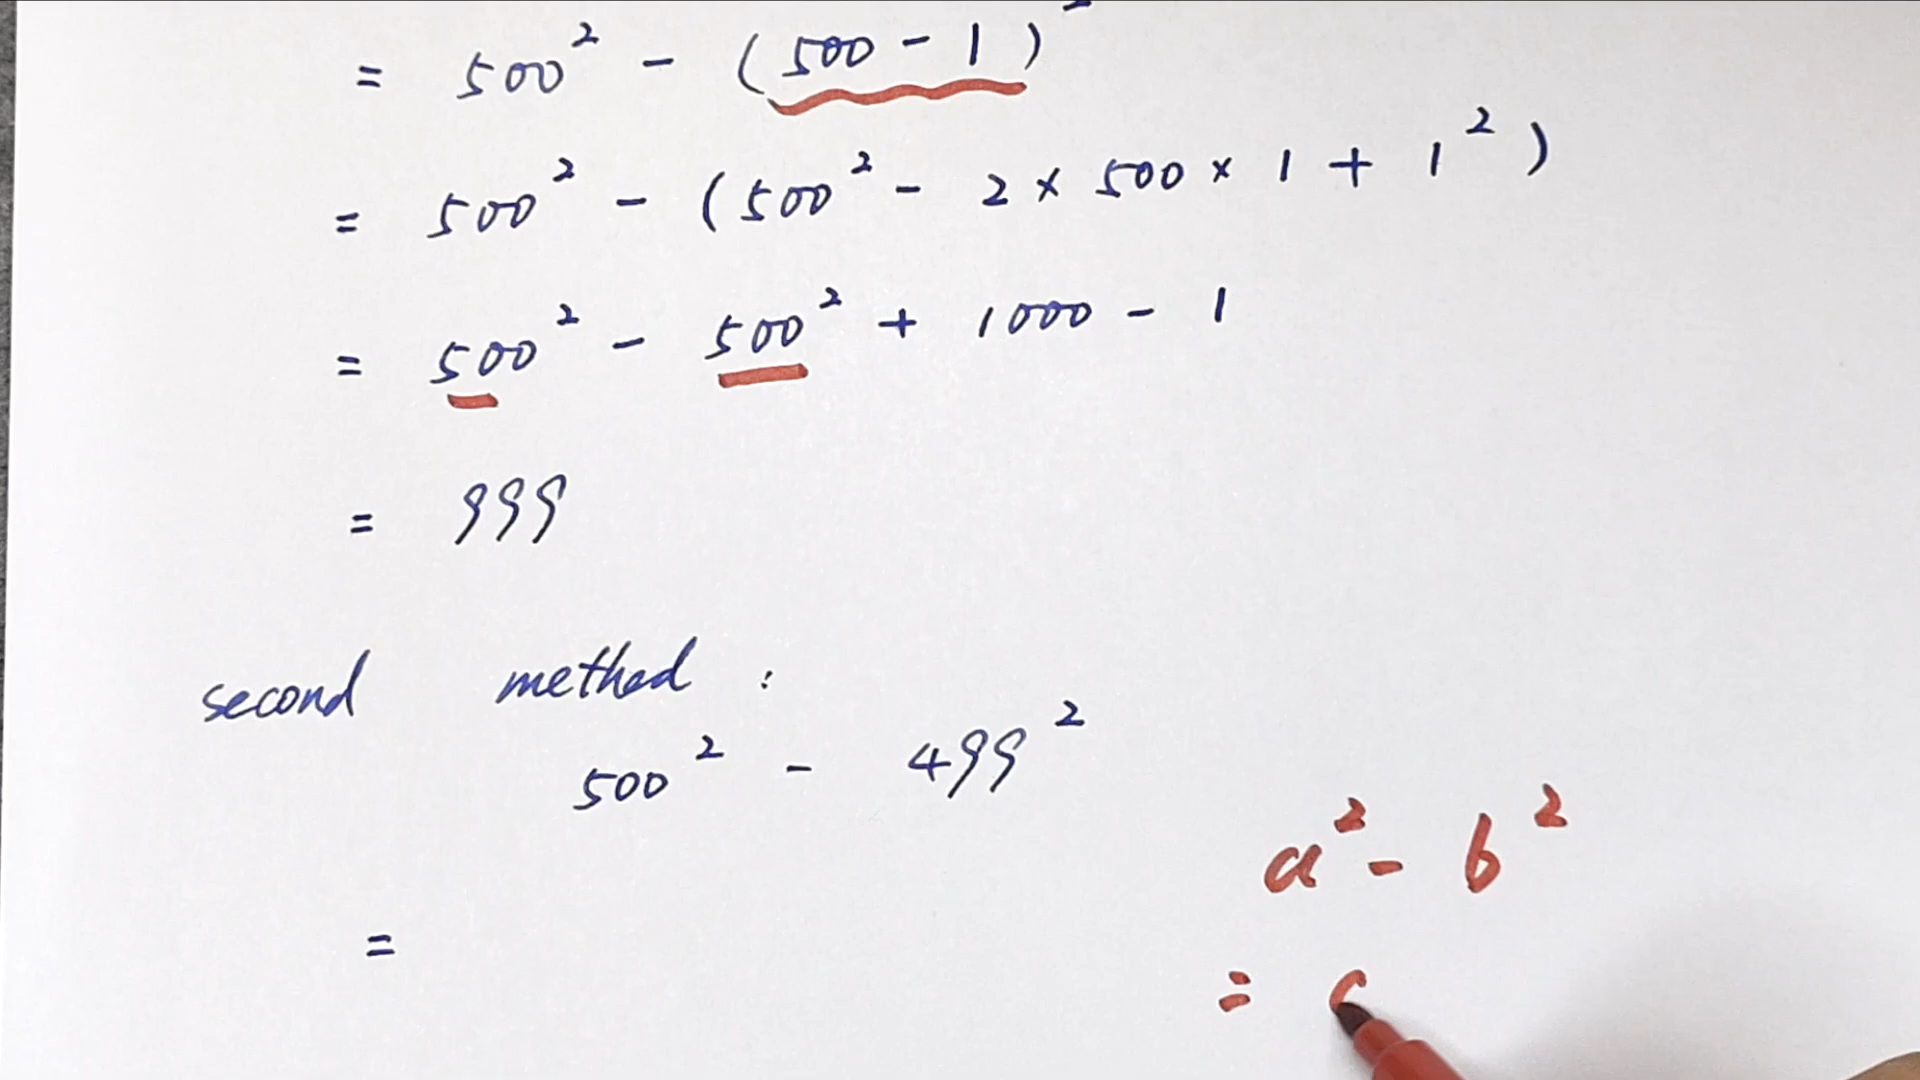 = 500² - (500 - 1)²
= 500² - (500² - 2 × 500 × 1 + 1²)
= 500² - 500² + 1000 - 1
= 999
second method :
500² - 499²
a² - b²
=
=